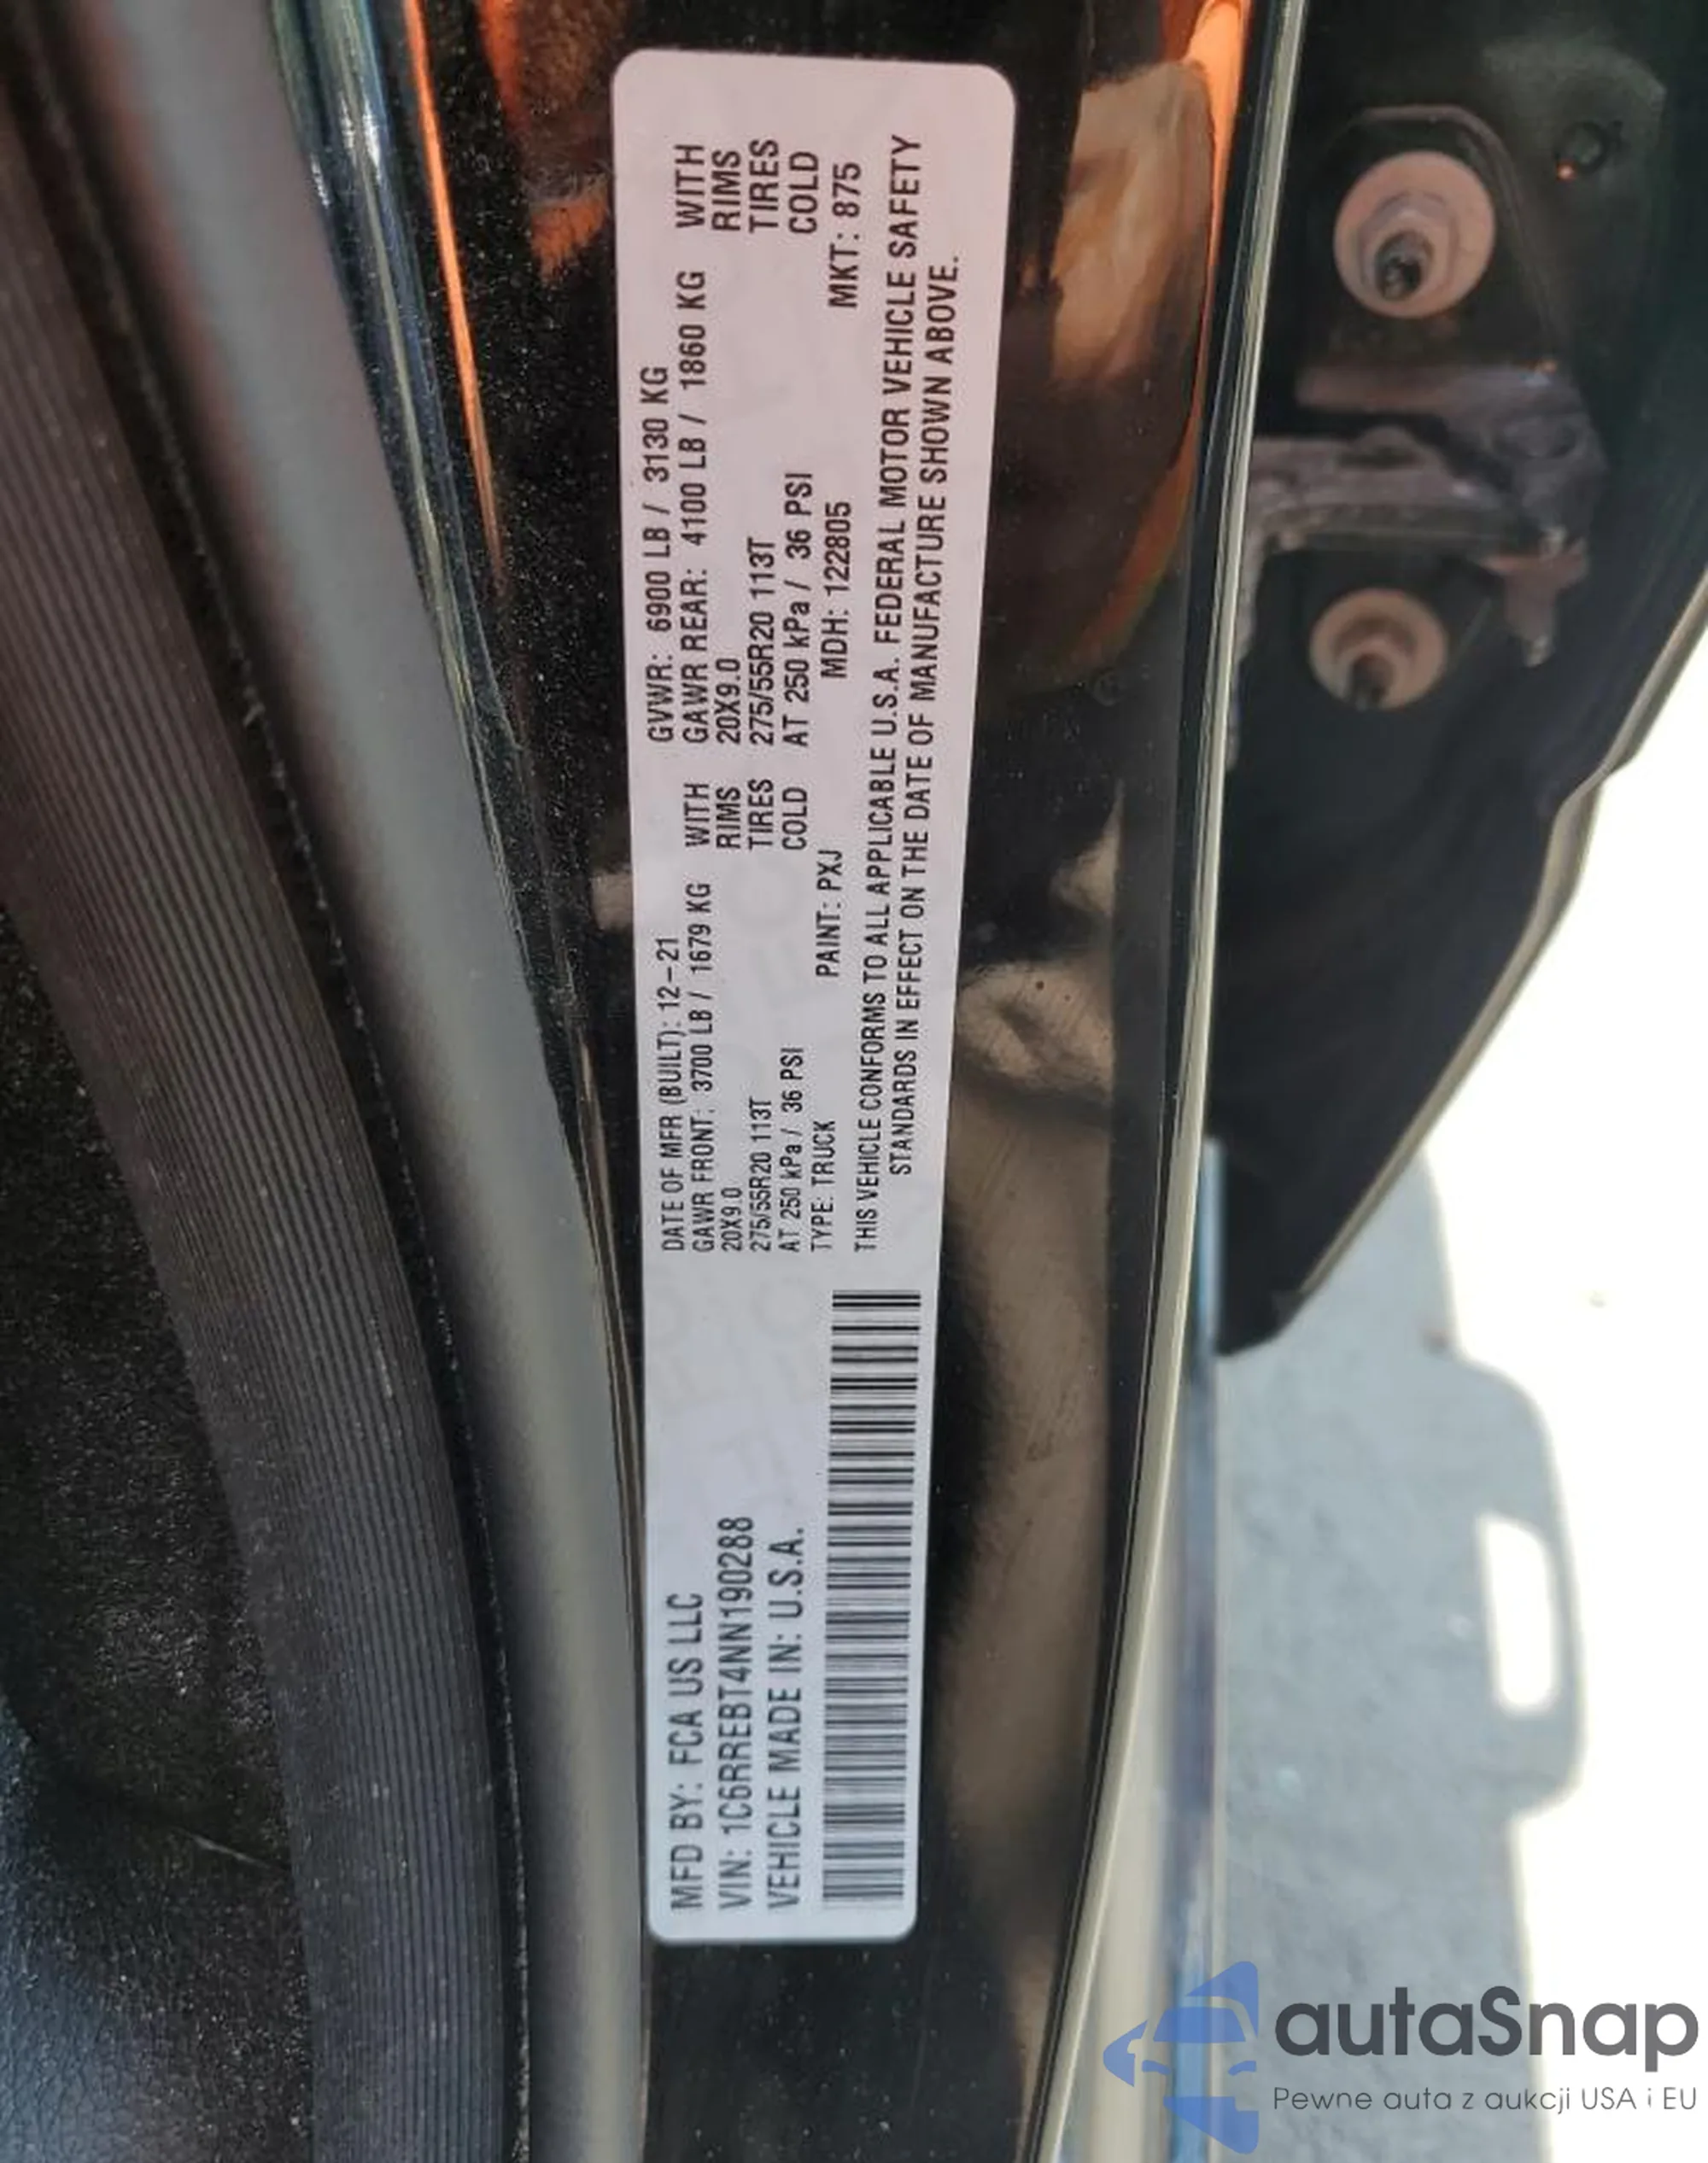 MFD BY: FCA US LLC
VIN: 1C6RREBT4NN190288
VEHICLE MADE IN: U.S.A.
DATE OF MFR (BUILT): 12-21 GVWR: 6900 LB / 3130 KG
GAWR FRONT: 3700 LB / 1679 KG WITH GAWR REAR: 4100 LB / 1860 KG WITH
20X9.0 RIMS 20X9.0 RIMS
275/55R20 113T TIRES 275/55R20 113T TIRES
AT 250 kPa / 36 PSI COLD AT 250 kPa / 36 PSI COLD
TYPE: TRUCK PAINT: PXJ MDH: 122805 MKT: 875
THIS VEHICLE CONFORMS TO ALL APPLICABLE U.S.A. FEDERAL MOTOR VEHICLE SAFETY
STANDARDS IN EFFECT ON THE DATE OF MANUFACTURE SHOWN ABOVE.
autaSnap
Pewne auta z aukcji USA i EU